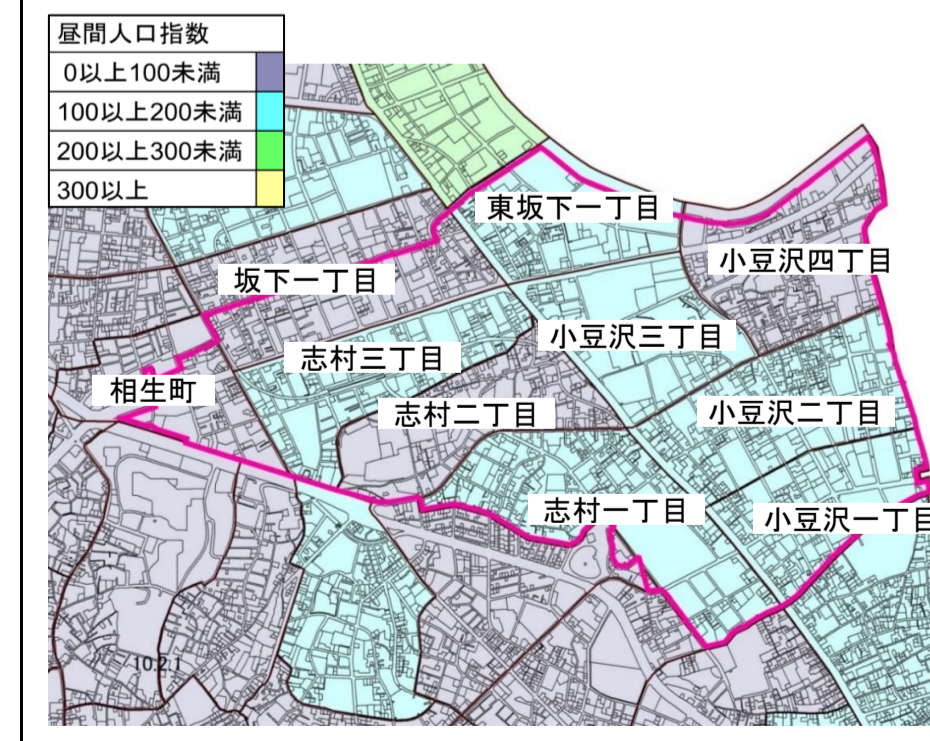 昼間人口指数
0以上100未満
100以上200未満
200以上300未満
300以上
東坂下一丁目
小豆沢四丁目
坂下一丁目
小豆沢三丁目
志村三丁目
相生町
志村二丁目
小豆沢二丁目
志村一丁目
小豆沢一丁目
10.2.1